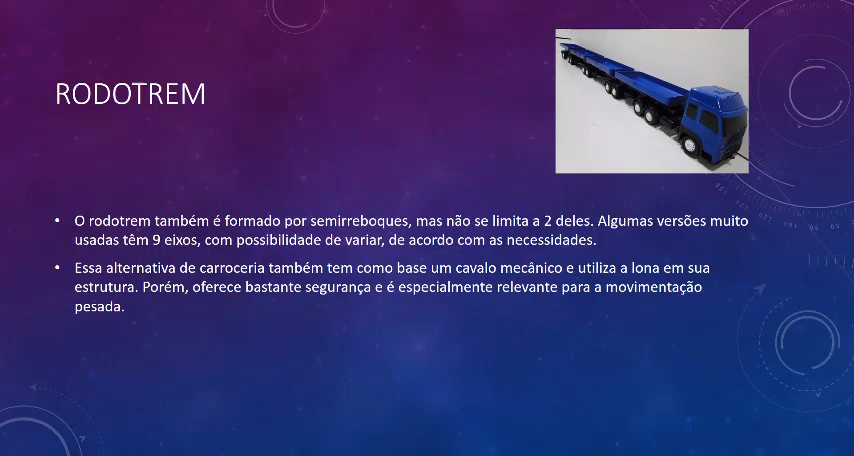 RODOTREM
• O rodotrem também é formado por semirreboques, mas não se limita a 2 deles. Algumas versões muito
usadas têm 9 eixos, com possibilidade de variar, de acordo com as necessidades.
• Essa alternativa de carroceria também tem como base um cavalo mecânico e utiliza a lona em sua
estrutura. Porém, oferece bastante segurança e é especialmente relevante para a movimentação
pesada.